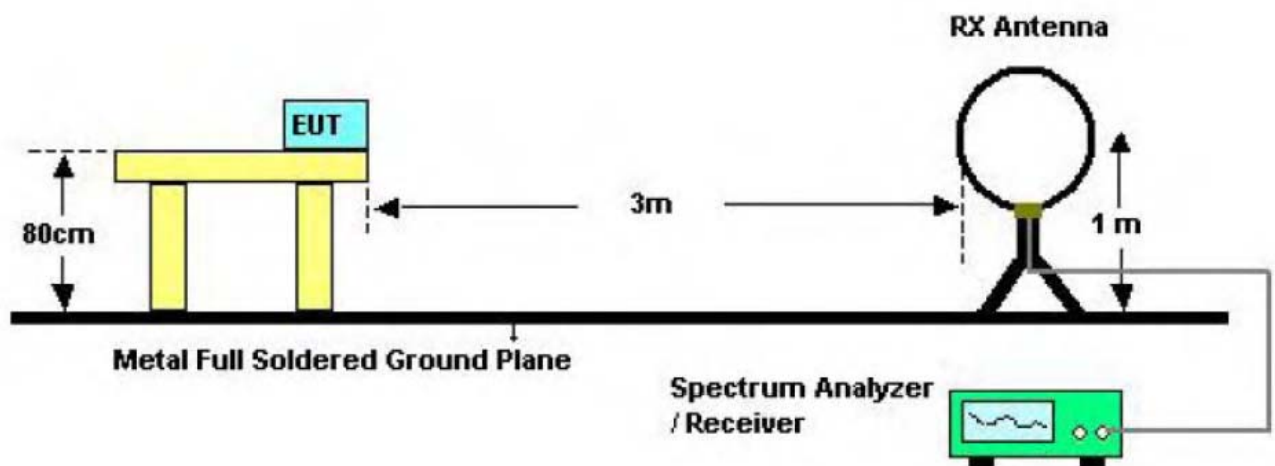 RX Antenna
EUT
3m
80cm
1 m
Metal Full Soldered Ground Plane
Spectrum Analyzer
/ Receiver